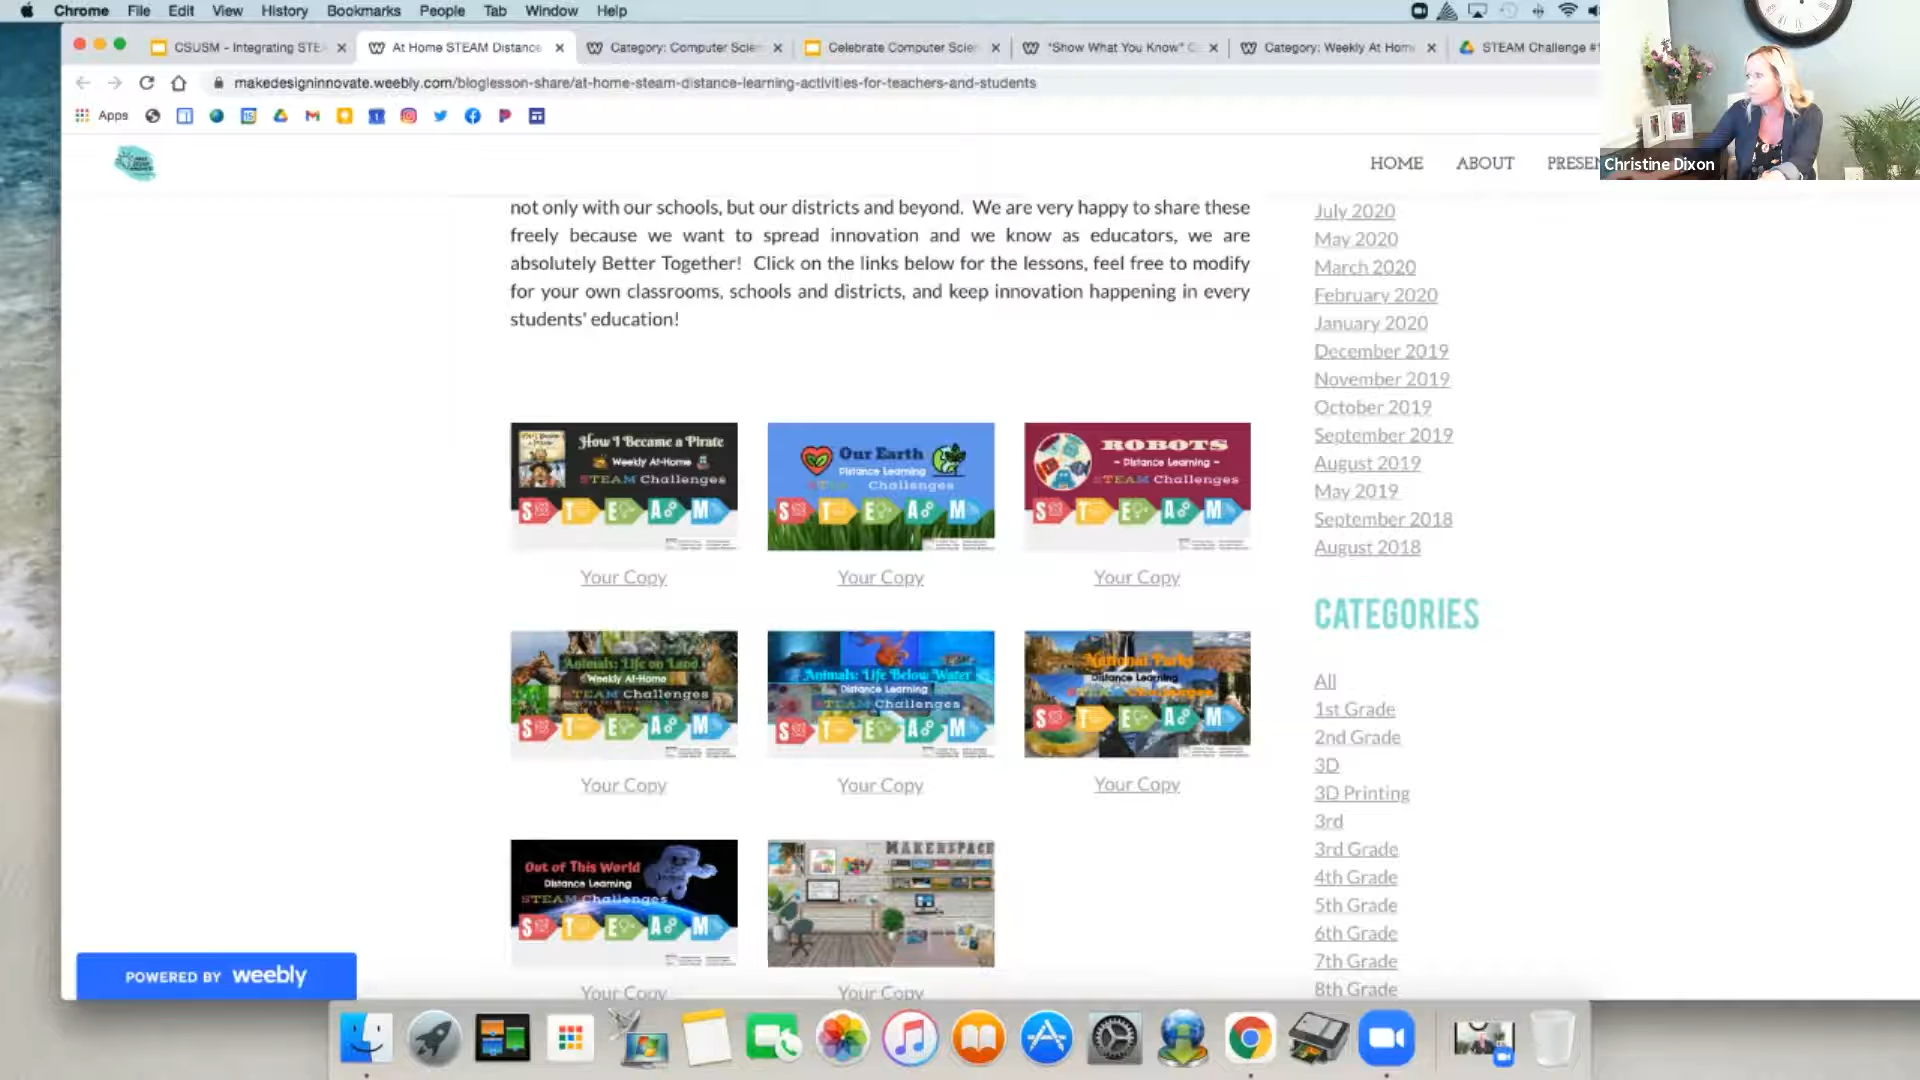 Chrome File Edit View History Bookmarks People Tab Window Help
CSUSM - Integrating STE
At Home STEAM Distance
Category: Computer Scien
Celebrate Computer Scien
"Show What You Know" C
Category: Weekly At Hom
STEAM Challenge #1
makedesigninnovate.weebly.com/bloglesson-share/at-home-steam-distance-learning-activities-for-teachers-and-students
Apps
HOME ABOUT PRESEN
Christine Dixon
not only with our schools, but our districts and beyond. We are very happy to share these
freely because we want to spread innovation and we know as educators, we are
absolutely Better Together! Click on the links below for the lessons, feel free to modify
for your own classrooms, schools and districts, and keep innovation happening in every
students' education!
How I Became a Pirate
Weekly At-Home
STEAM Challenges
S T E A M
Our Earth
Distance Learning
STEAM Challenges
S T E A M
ROBOTS
~ Distance Learning ~
STEAM Challenges
S T E A M
Your Copy
Your Copy
Your Copy
Animals: Life on Land
Weekly At-Home
STEAM Challenges
S T E A M
Animals: Life Below Water
Distance Learning
STEAM Challenges
S T E A M
National Parks
Distance Learning
STEAM Challenges
S T E A M
Your Copy
Your Copy
Your Copy
Out of This World
Distance Learning
STEAM Challenges
S T E A M
MAKERSPACE
Your Copy
Your Copy
July 2020
May 2020
March 2020
February 2020
January 2020
December 2019
November 2019
October 2019
September 2019
August 2019
May 2019
September 2018
August 2018
CATEGORIES
All
1st Grade
2nd Grade
3D
3D Printing
3rd
3rd Grade
4th Grade
5th Grade
6th Grade
7th Grade
8th Grade
POWERED BY weebly